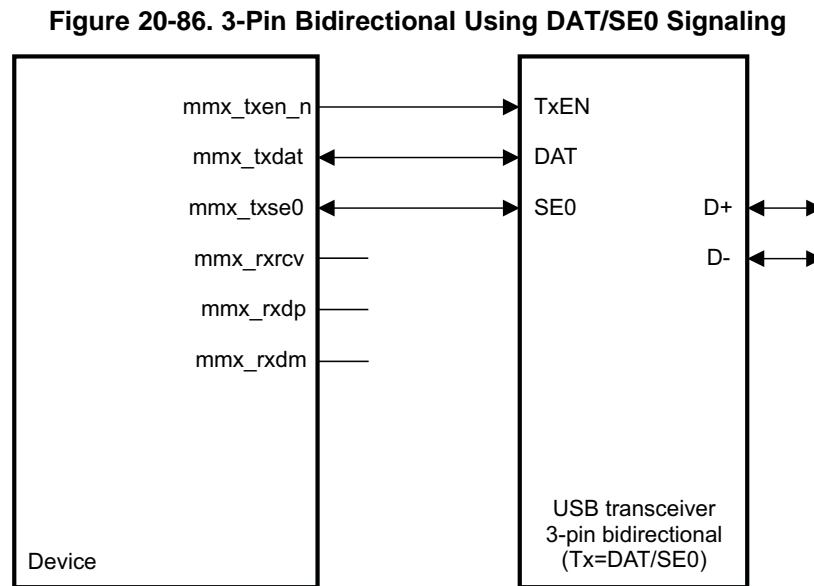 Figure 20-86. 3-Pin Bidirectional Using DAT/SE0 Signaling
mmx_txen_n
TxEN
mmx_txdat
DAT
mmx_txse0
SE0
D+
mmx_rxrcv
D-
mmx_rxdp
mmx_rxdm
USB transceiver
3-pin bidirectional
(Tx=DAT/SE0)
Device